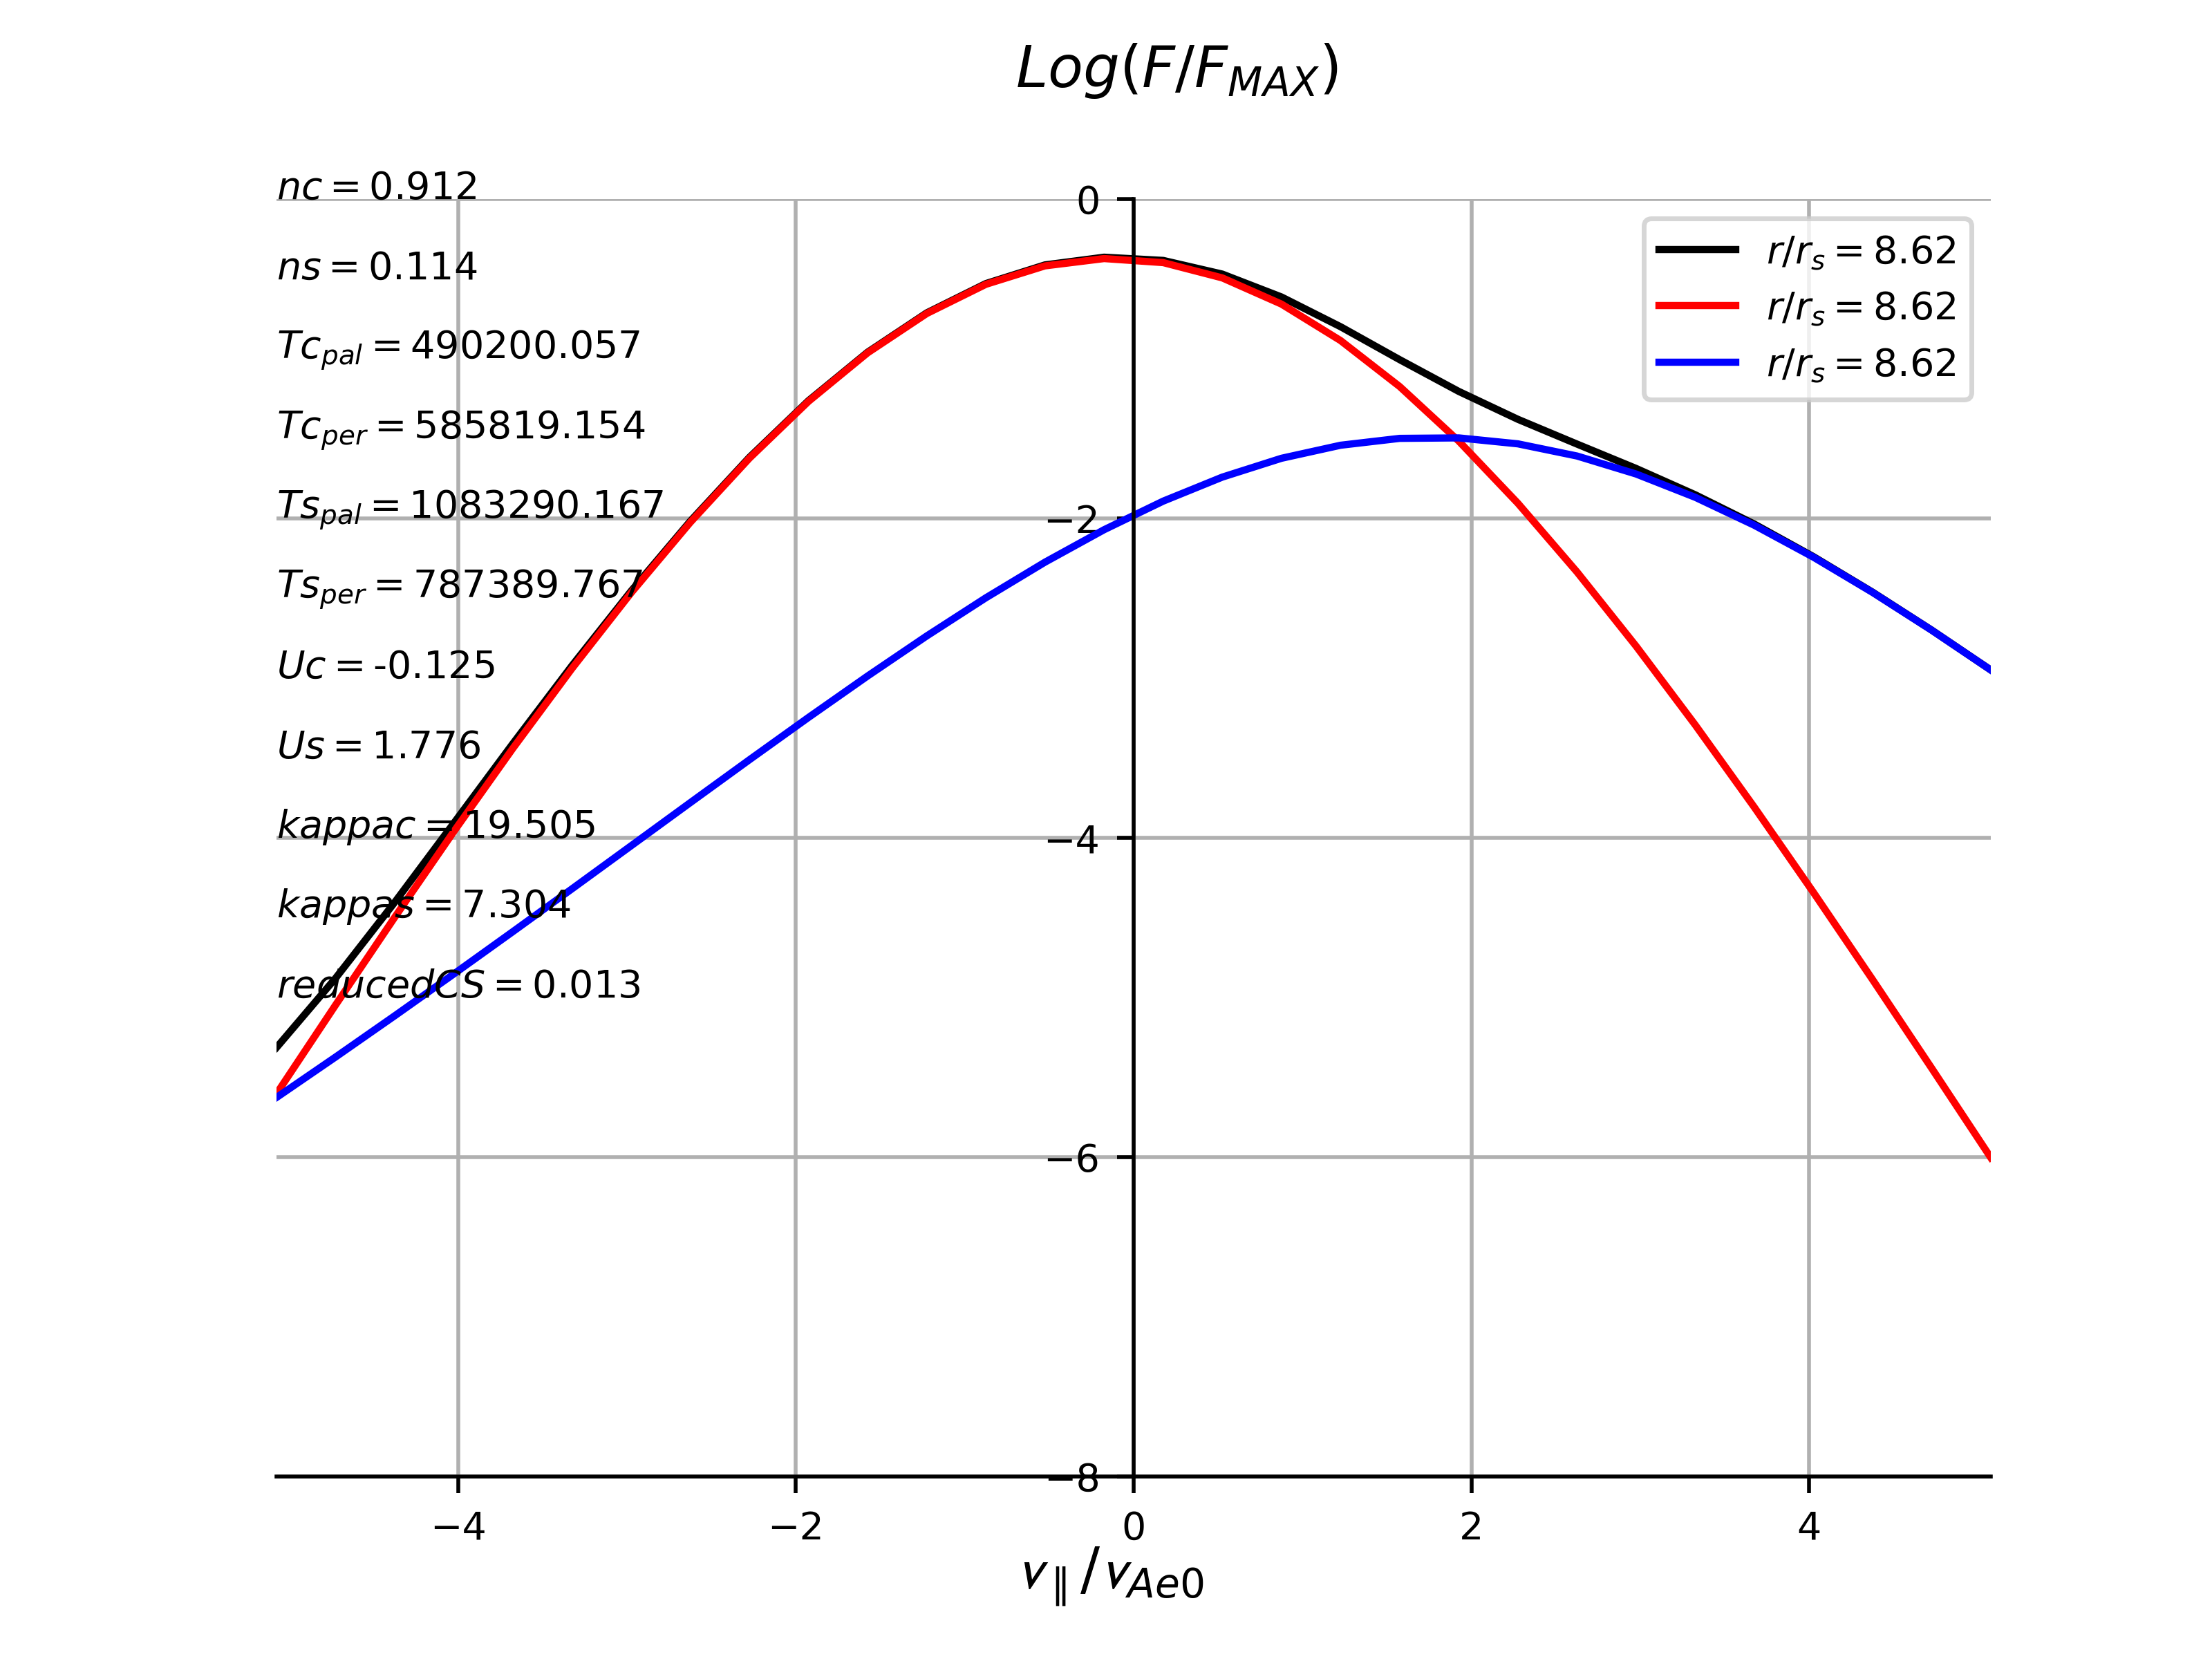 Log(F/F_MAX)
nc = 0.912
ns = 0.114
Tc_pal = 490200.057
Tc_per = 585819.154
Ts_pal = 1083290.167
Ts_per = 787389.767
Uc = -0.125
Us = 1.776
kappac = 19.505
kappas = 7.304
reducedCS = 0.013
0
−2
−4
−6
−8
r/r_s = 8.62
r/r_s = 8.62
r/r_s = 8.62
−4 −2 0 2 4
v_∥/v_Ae0